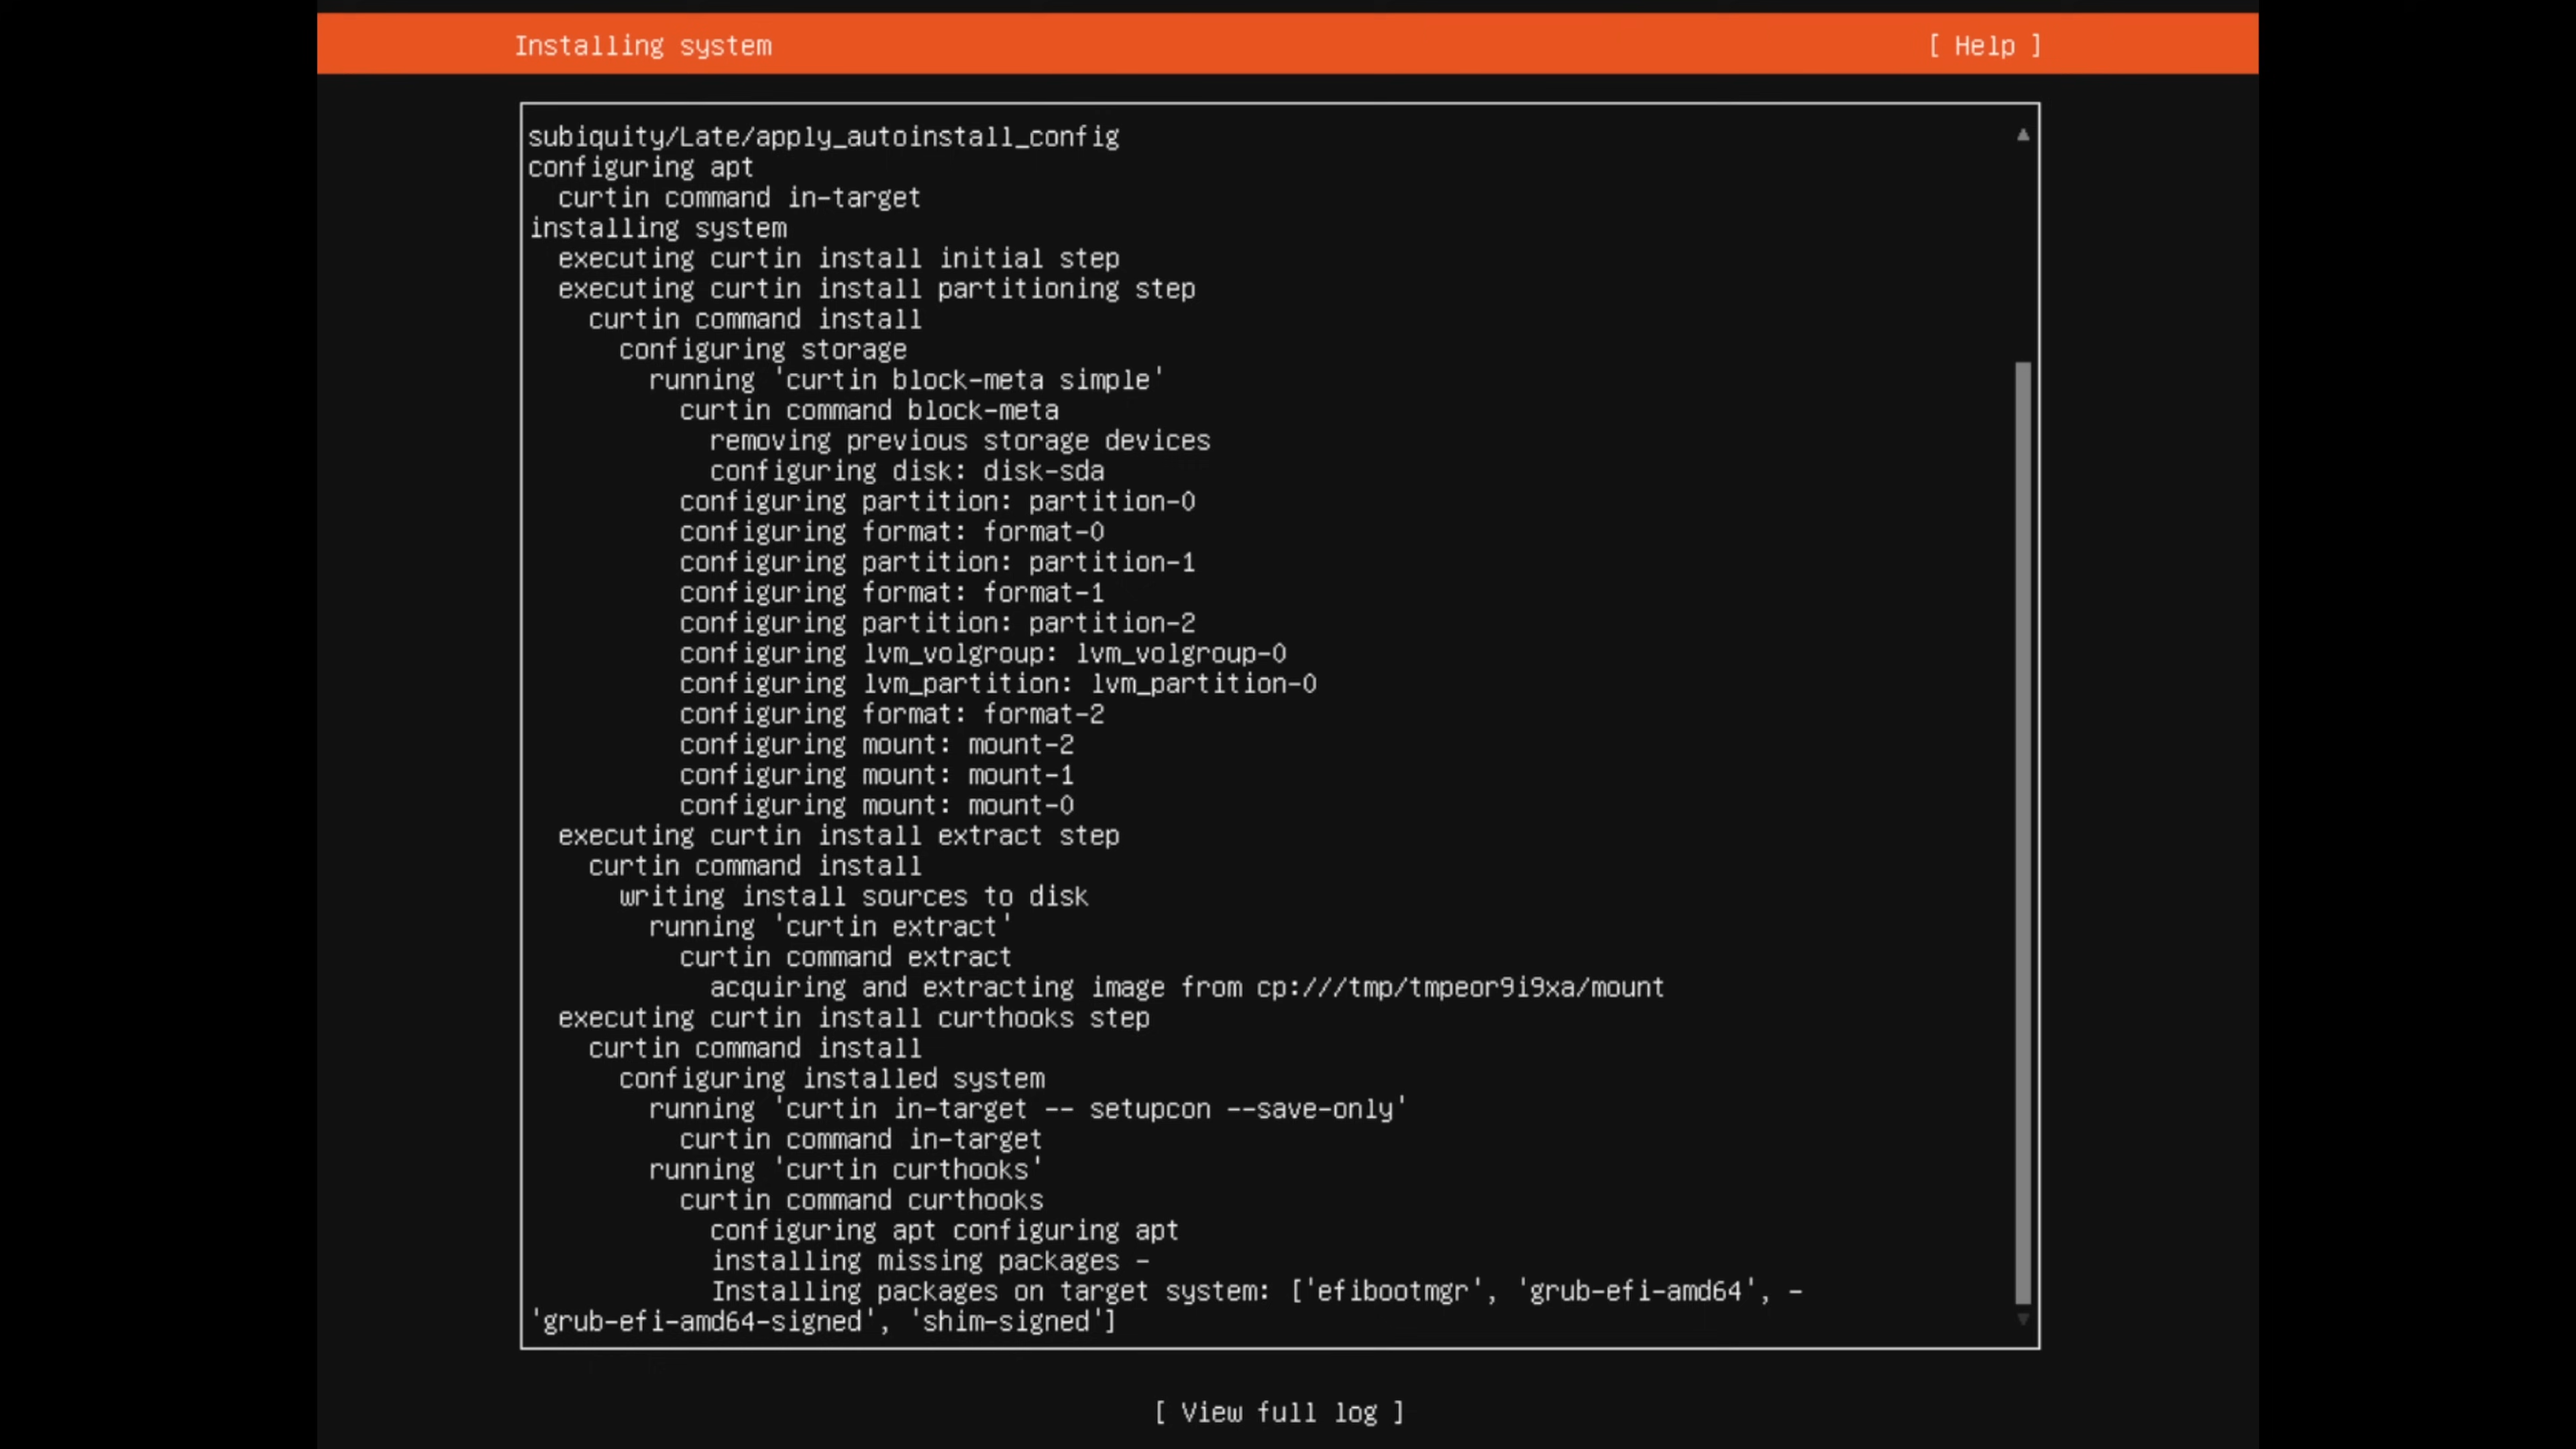 Installing system [ Help ]
subiquity/Late/apply_autoinstall_config
configuring apt
curtin command in-target
installing system
executing curtin install initial step
executing curtin install partitioning step
curtin command install
configuring storage
running 'curtin block-meta simple'
curtin command block-meta
removing previous storage devices
configuring disk: disk-sda
configuring partition: partition-0
configuring format: format-0
configuring partition: partition-1
configuring format: format-1
configuring partition: partition-2
configuring lvm_volgroup: lvm_volgroup-0
configuring lvm_partition: lvm_partition-0
configuring format: format-2
configuring mount: mount-2
configuring mount: mount-1
configuring mount: mount-0
executing curtin install extract step
curtin command install
writing install sources to disk
running 'curtin extract'
curtin command extract
acquiring and extracting image from cp:///tmp/tmpeor9i9xa/mount
executing curtin install curthooks step
curtin command install
configuring installed system
running 'curtin in-target -- setupcon --save-only'
curtin command in-target
running 'curtin curthooks'
curtin command curthooks
configuring apt configuring apt
installing missing packages -
Installing packages on target system: ['efibootmgr', 'grub-efi-amd64', -
'grub-efi-amd64-signed', 'shim-signed']
[ View full log ]